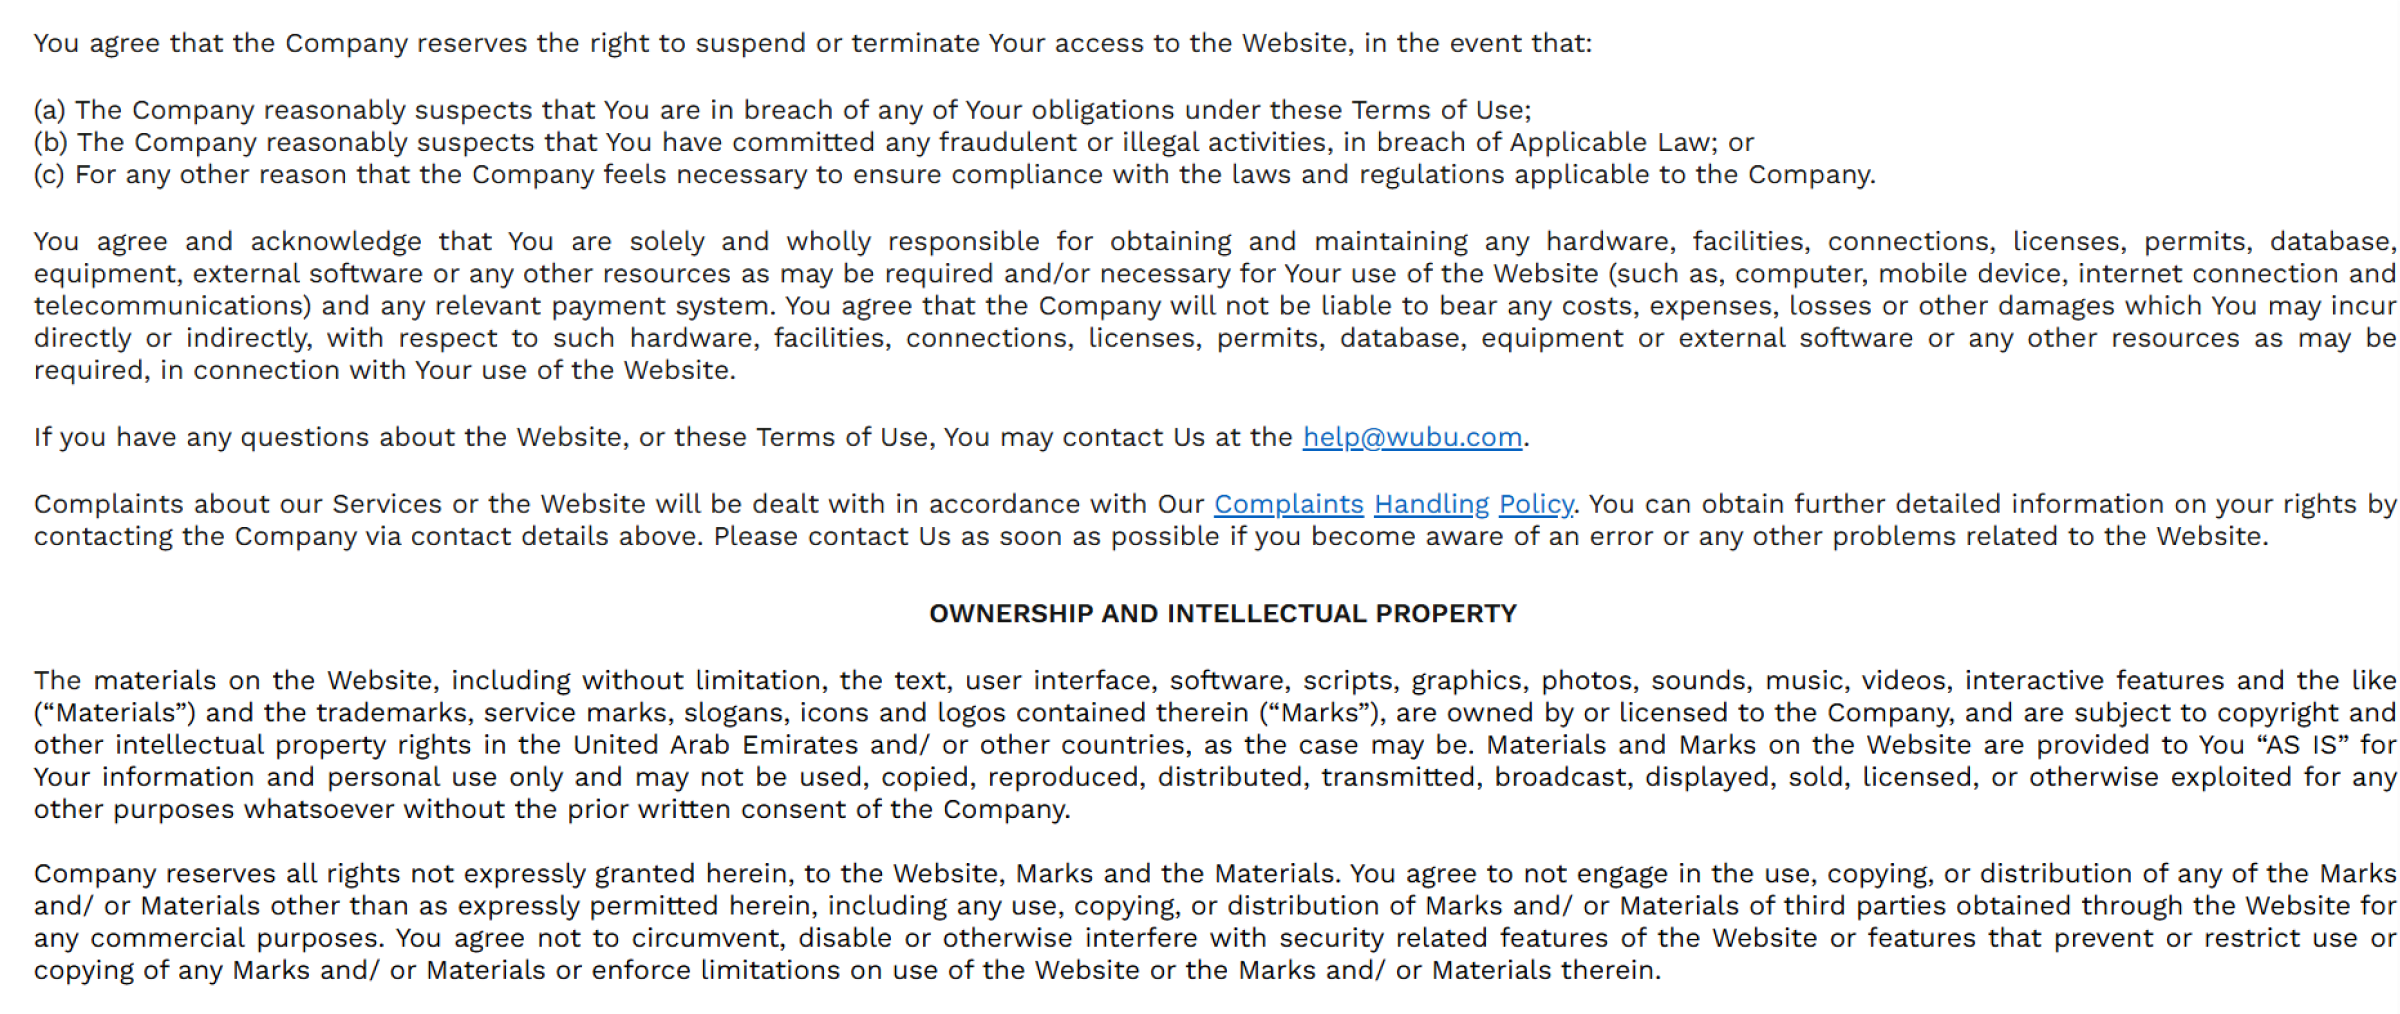 You agree that the Company reserves the right to suspend or terminate Your access to the Website, in the event that:
(a) The Company reasonably suspects that You are in breach of any of Your obligations under these Terms of Use;
(b) The Company reasonably suspects that You have committed any fraudulent or illegal activities, in breach of Applicable Law; or
(c) For any other reason that the Company feels necessary to ensure compliance with the laws and regulations applicable to the Company.
You agree and acknowledge that You are solely and wholly responsible for obtaining and maintaining any hardware, facilities, connections, licenses, permits, database,
equipment, external software or any other resources as may be required and/or necessary for Your use of the Website (such as, computer, mobile device, internet connection and
telecommunications) and any relevant payment system. You agree that the Company will not be liable to bear any costs, expenses, losses or other damages which You may incur
directly or indirectly, with respect to such hardware, facilities, connections, licenses, permits, database, equipment or external software or any other resources as may be
required, in connection with Your use of the Website.
If you have any questions about the Website, or these Terms of Use, You may contact Us at the help@wubu.com.
Complaints about our Services or the Website will be dealt with in accordance with Our Complaints Handling Policy. You can obtain further detailed information on your rights by
contacting the Company via contact details above. Please contact Us as soon as possible if you become aware of an error or any other problems related to the Website.
OWNERSHIP AND INTELLECTUAL PROPERTY
The materials on the Website, including without limitation, the text, user interface, software, scripts, graphics, photos, sounds, music, videos, interactive features and the like
(“Materials”) and the trademarks, service marks, slogans, icons and logos contained therein (“Marks”), are owned by or licensed to the Company, and are subject to copyright and
other intellectual property rights in the United Arab Emirates and/ or other countries, as the case may be. Materials and Marks on the Website are provided to You “AS IS” for
Your information and personal use only and may not be used, copied, reproduced, distributed, transmitted, broadcast, displayed, sold, licensed, or otherwise exploited for any
other purposes whatsoever without the prior written consent of the Company.
Company reserves all rights not expressly granted herein, to the Website, Marks and the Materials. You agree to not engage in the use, copying, or distribution of any of the Marks
and/ or Materials other than as expressly permitted herein, including any use, copying, or distribution of Marks and/ or Materials of third parties obtained through the Website for
any commercial purposes. You agree not to circumvent, disable or otherwise interfere with security related features of the Website or features that prevent or restrict use or
copying of any Marks and/ or Materials or enforce limitations on use of the Website or the Marks and/ or Materials therein.